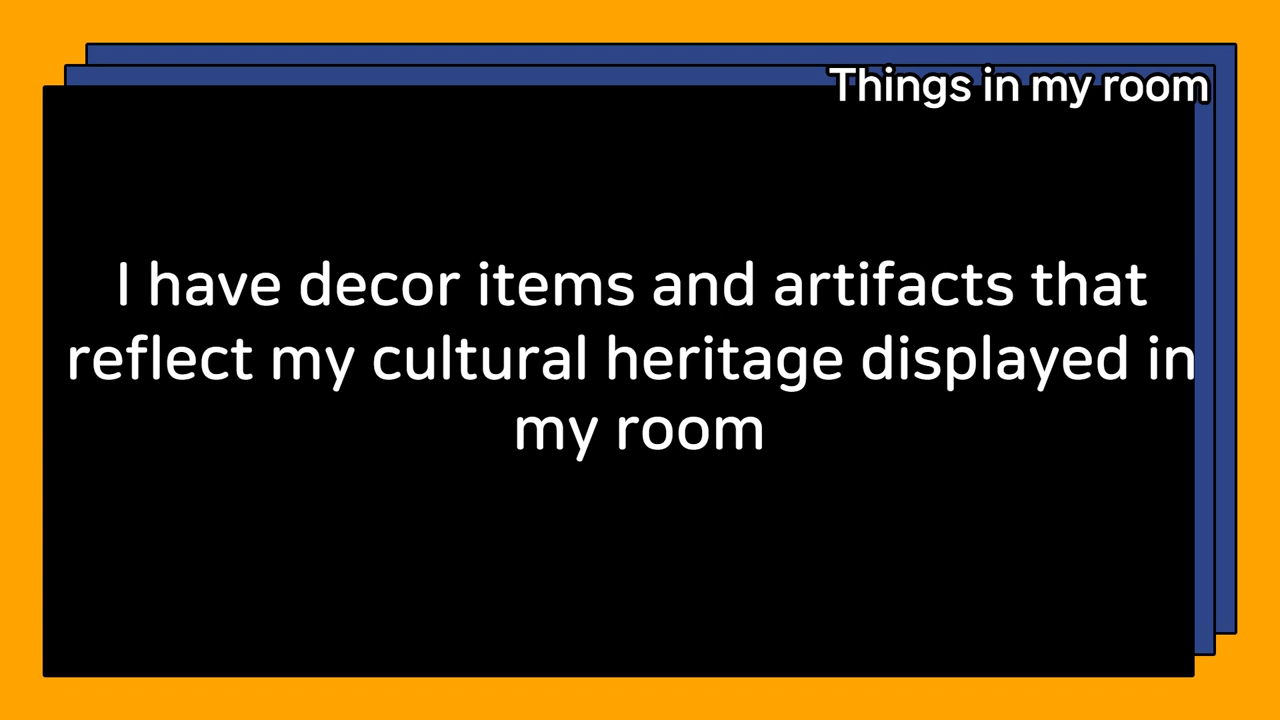 Things in my room
I have decor items and artifacts that
reflect my cultural heritage displayed in
my room